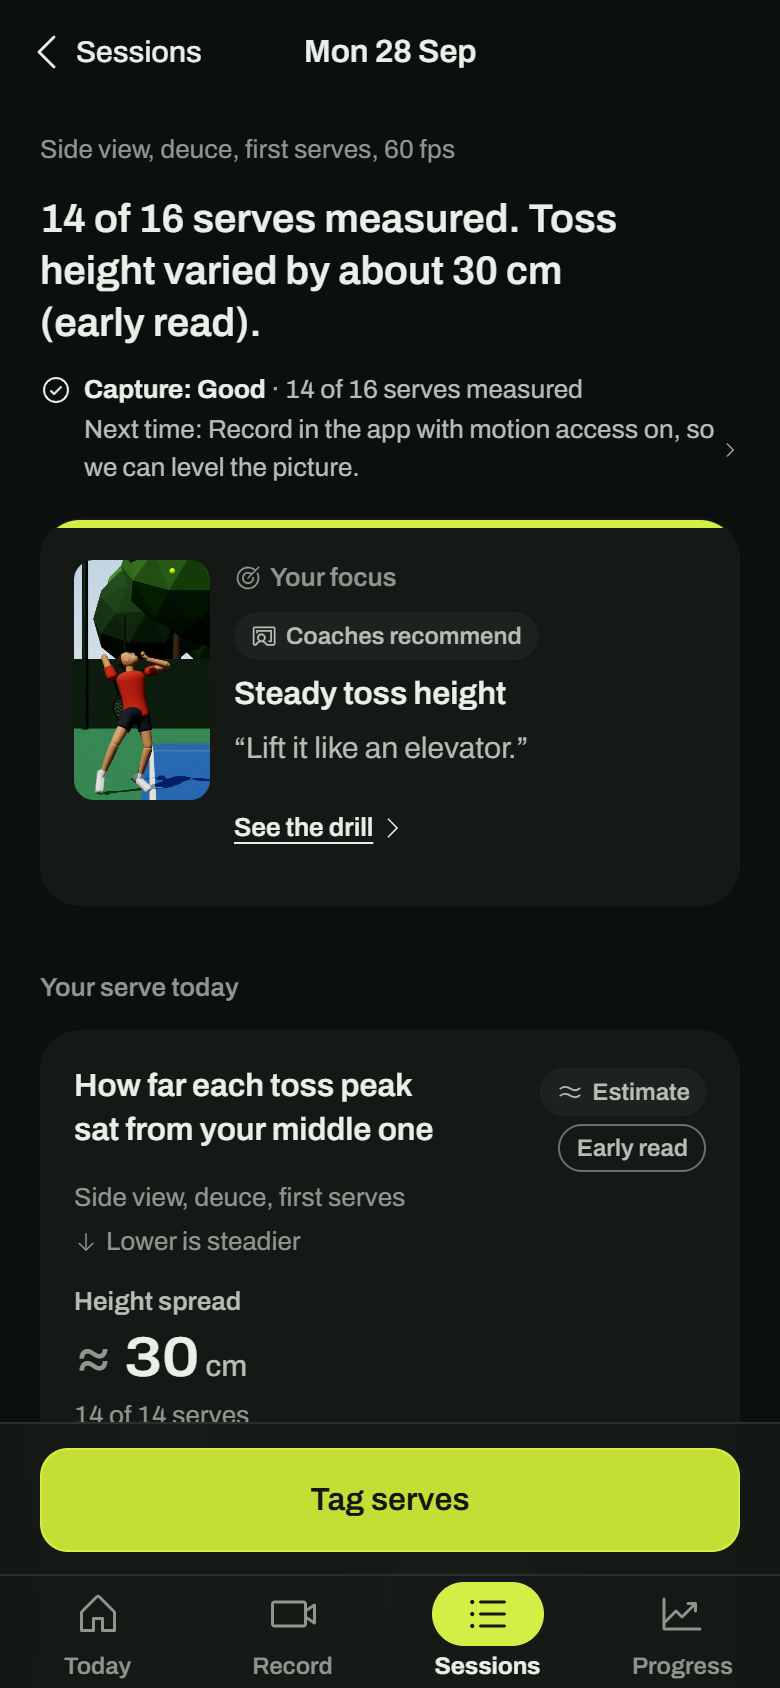 Sessions
Mon 28 Sep
Side view, deuce, first serves, 60 fps
14 of 16 serves measured. Toss
height varied by about 30 cm
(early read).
Capture: Good · 14 of 16 serves measured
Next time: Record in the app with motion access on, so
we can level the picture.
Your focus
Coaches recommend
Steady toss height
“Lift it like an elevator.”
See the drill
Your serve today
How far each toss peak
sat from your middle one
Estimate
Early read
Side view, deuce, first serves
↓ Lower is steadier
Height spread
≈ 30 cm
14 of 14 serves
Tag serves
Today
Record
Sessions
Progress